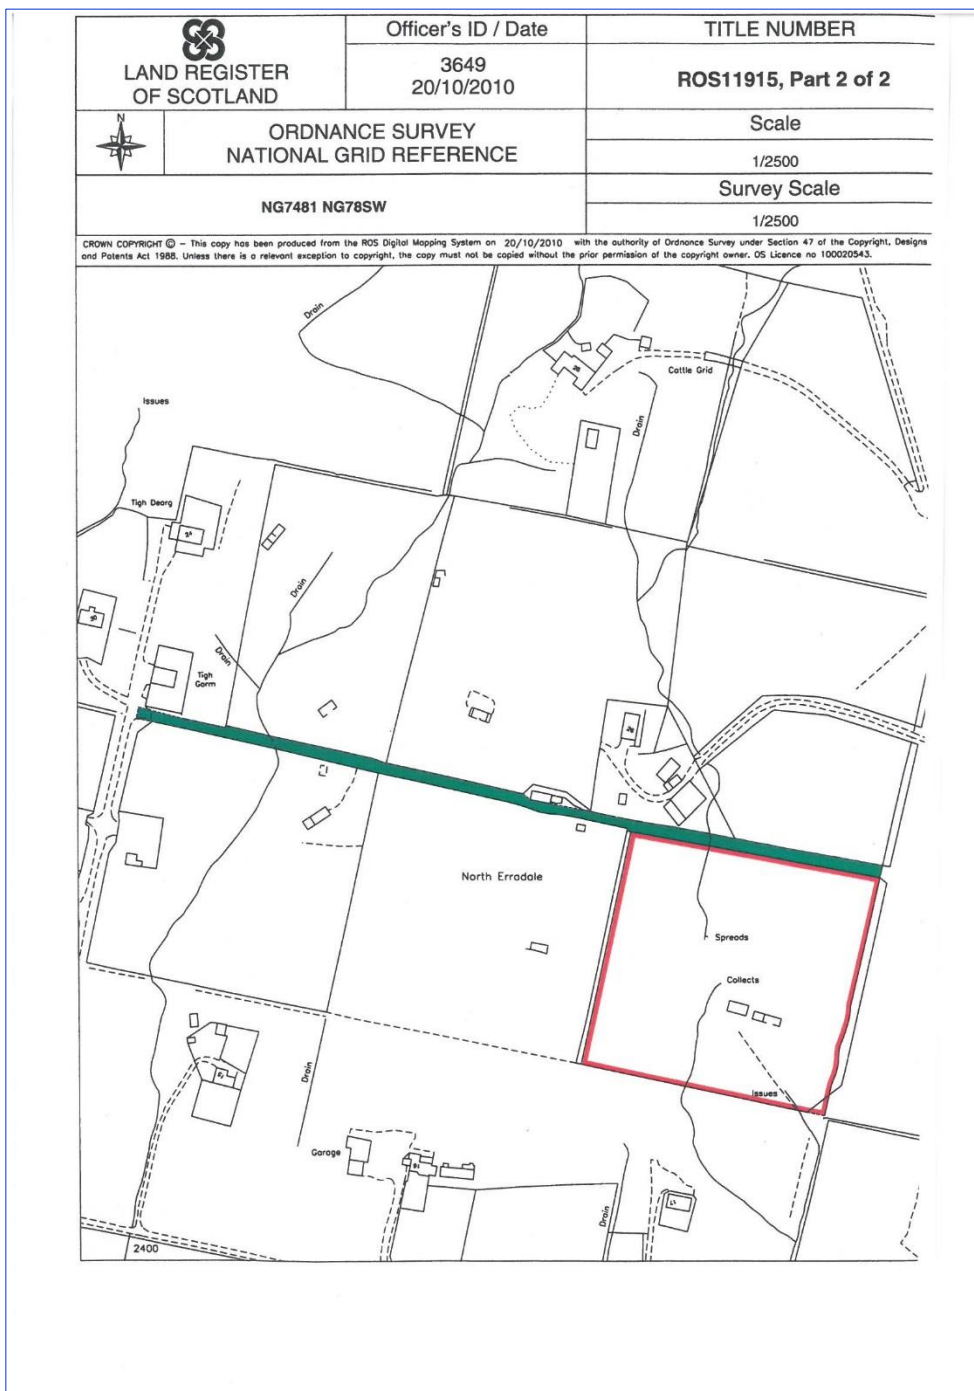 LAND REGISTER
OF SCOTLAND
Officer's ID / Date
3649
20/10/2010
TITLE NUMBER
ROS11915, Part 2 of 2
N
ORDNANCE SURVEY
NATIONAL GRID REFERENCE
Scale
1/2500
NG7481 NG78SW
Survey Scale
1/2500
CROWN COPYRIGHT © – This copy has been produced from the ROS Digital Mapping System on 20/10/2010 with the authority of Ordnance Survey under Section 47 of the Copyright, Designs
and Patents Act 1988. Unless there is a relevant exception to copyright, the copy must not be copied without the prior permission of the copyright owner. OS Licence no 100020543.
Drain
Cattle Grid
Issues
Drain
Tigh Dearg
Drain
Drain
Tigh
Gorm
26
North Erradale
Spreads
Collects
Issues
Drain
Garage
Drain
2400